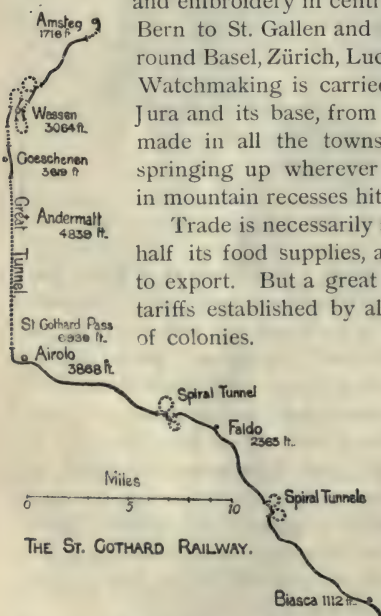 and embroidery in centr
Bern to St. Gallen and
round Basel, Zürich, Luc
Watchmaking is carried
Jura and its base, from
made in all the towns
springing up wherever
in mountain recesses hit
Trade is necessarily
half its food supplies, a
to export. But a great
tariffs established by al
of colonies.
Amsteg
1716 ft
Wassen
3064 ft.
Goeschenen
3619 ft.
Great Tunnel
Andermatt
4839 ft.
St Gothard Pass
6936 ft.
Airolo
3868 ft.
Spiral Tunnel
Faido
2365 ft.
Miles
0 5 10
Spiral Tunnels
THE ST. GOTHARD RAILWAY.
Biasca 1112 ft.